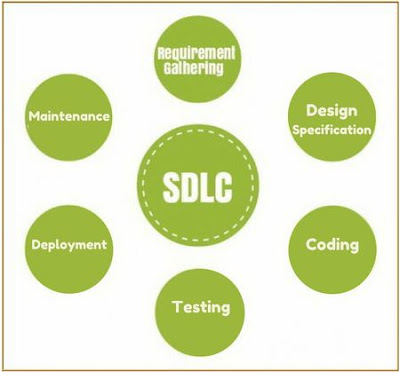 Requirement
Gathering
Design
Specification
Coding
Testing
Deployment
Maintenance
SDLC